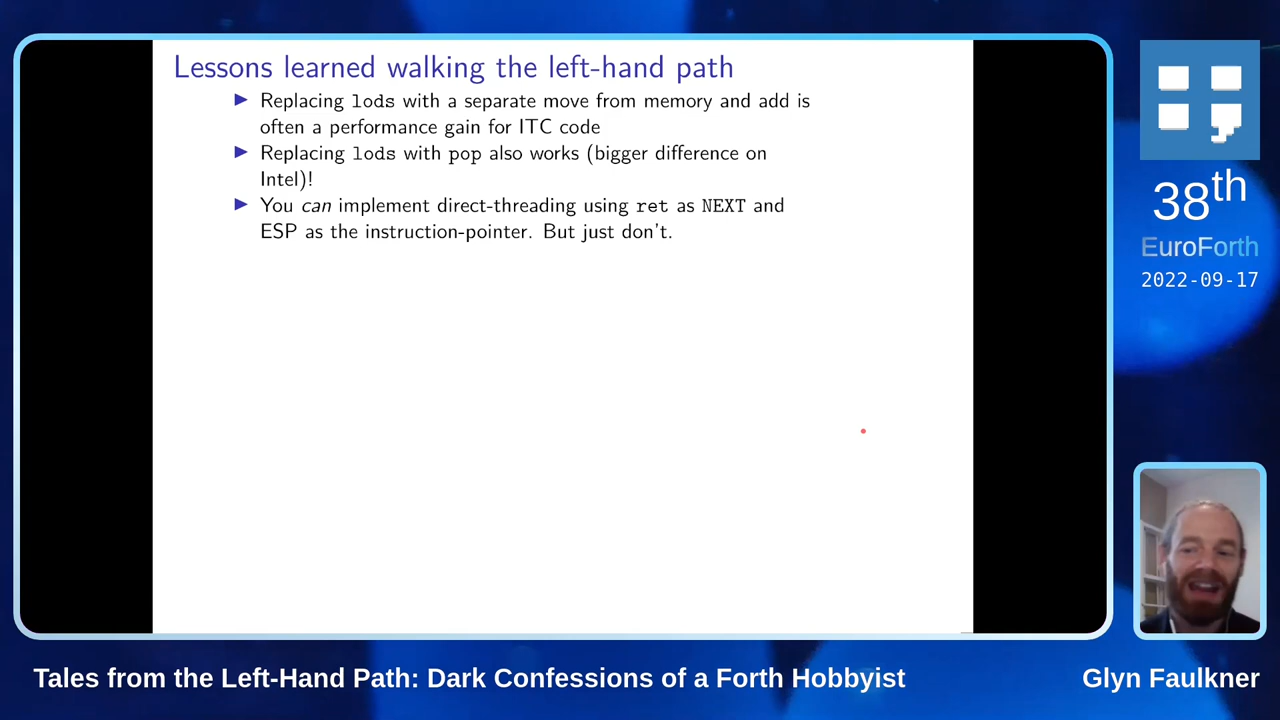 Lessons learned walking the left-hand path
▶ Replacing lods with a separate move from memory and add is
often a performance gain for ITC code
▶ Replacing lods with pop also works (bigger difference on
Intel)!
▶ You can implement direct-threading using ret as NEXT and
ESP as the instruction-pointer. But just don't.
38th
EuroForth
2022-09-17
Tales from the Left-Hand Path: Dark Confessions of a Forth Hobbyist
Glyn Faulkner